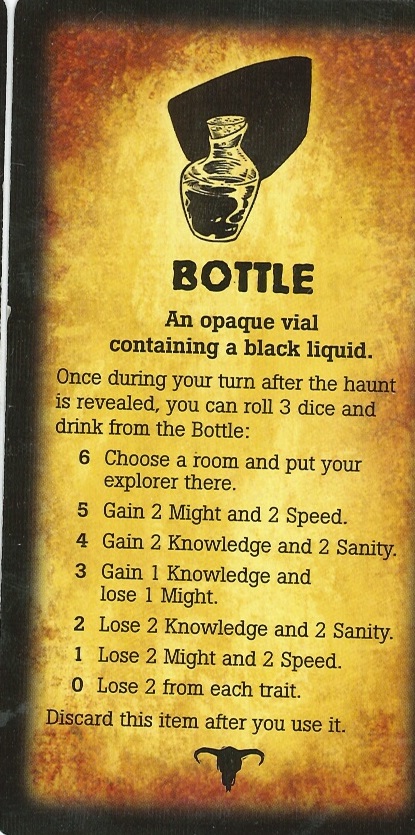 BOTTLE
An opaque vial
containing a black liquid.
Once during your turn after the haunt
is revealed, you can roll 3 dice and
drink from the Bottle:
6 Choose a room and put your
explorer there.
5 Gain 2 Might and 2 Speed.
4 Gain 2 Knowledge and 2 Sanity.
3 Gain 1 Knowledge and
lose 1 Might.
2 Lose 2 Knowledge and 2 Sanity.
1 Lose 2 Might and 2 Speed.
0 Lose 2 from each trait.
Discard this item after you use it.